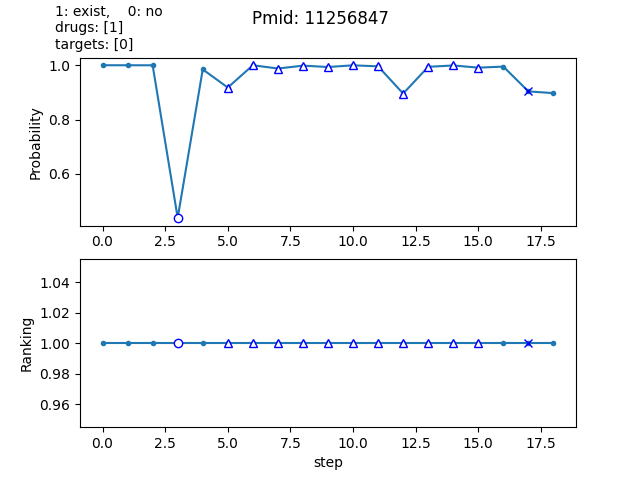 1: exist,    0: no
drugs: [1]
targets: [0]
Pmid: 11256847
1.0
0.8
0.6
Probability
0.0 2.5 5.0 7.5 10.0 12.5 15.0 17.5
1.04
1.02
1.00
0.98
0.96
Ranking
0.0 2.5 5.0 7.5 10.0 12.5 15.0 17.5
step